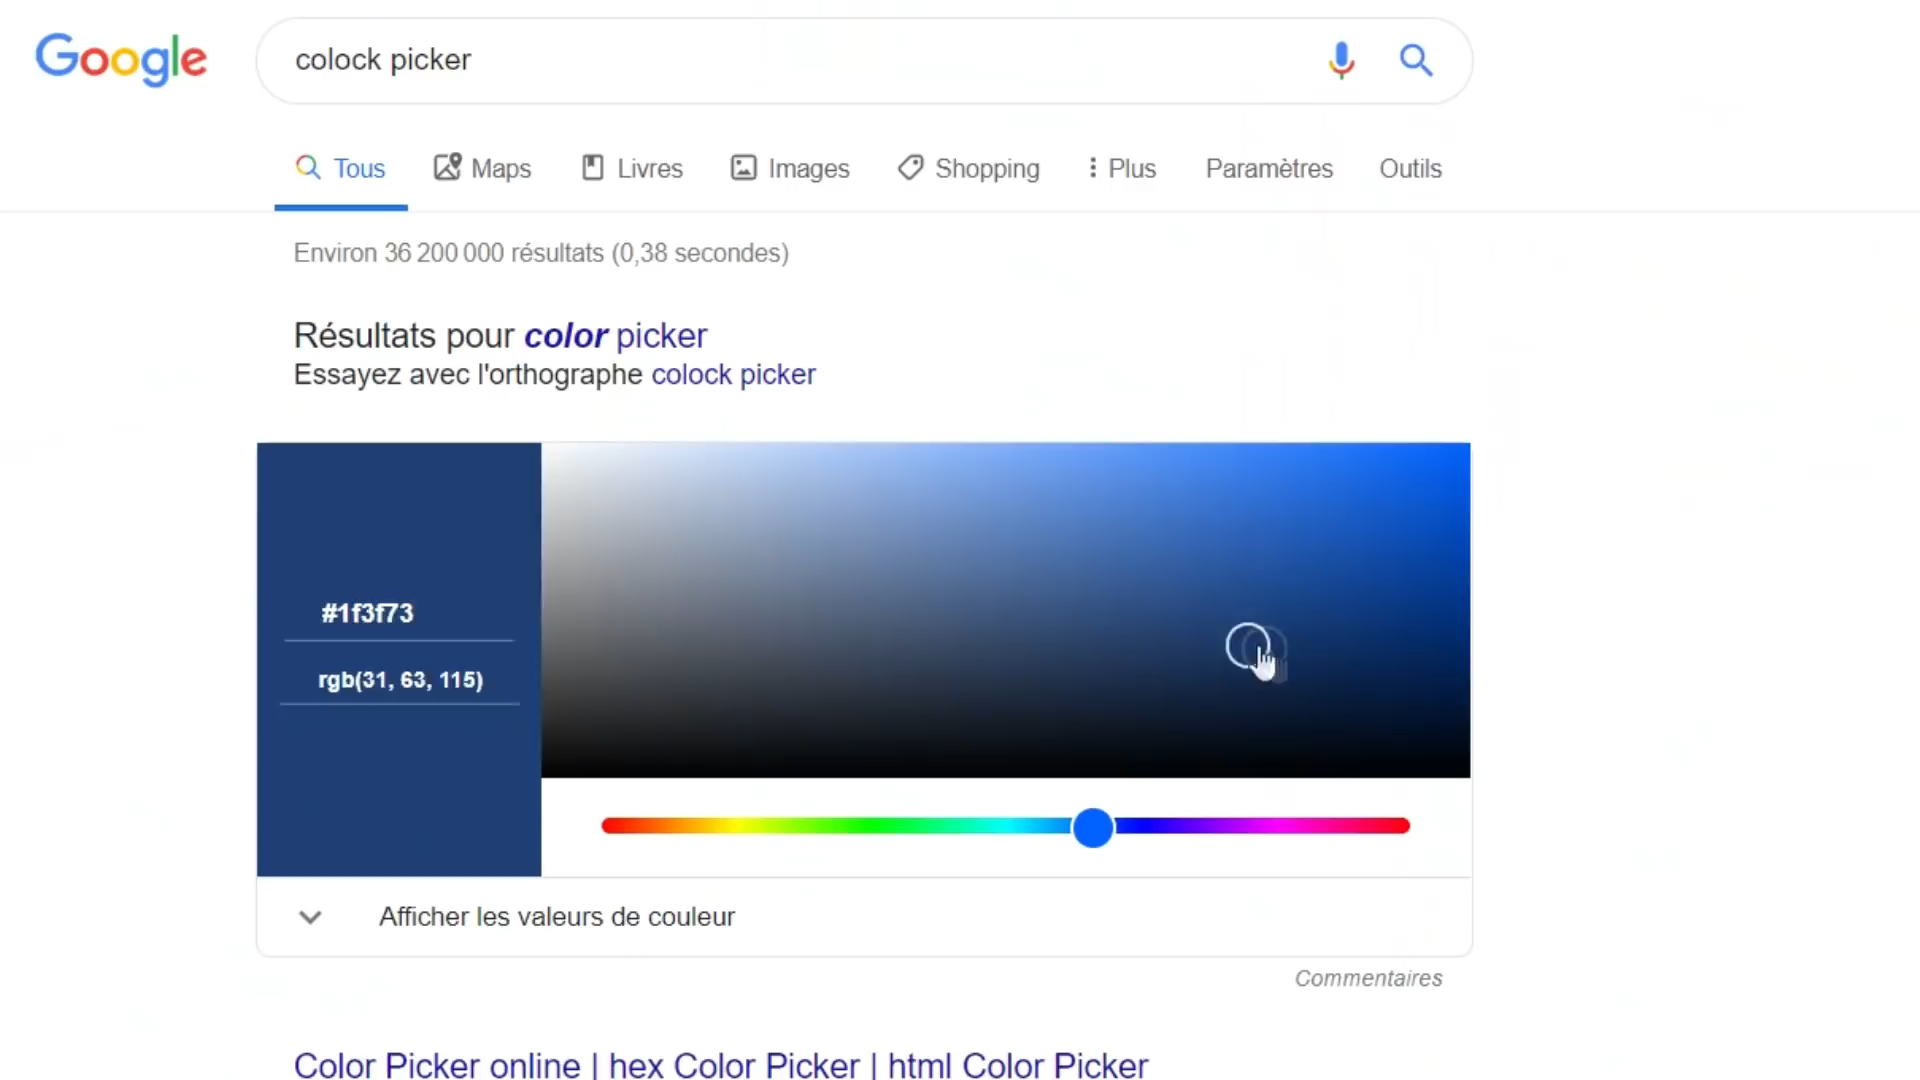 Google
colock picker
Tous Maps Livres Images Shopping Plus Paramètres Outils
Environ 36 200 000 résultats (0,38 secondes)
Résultats pour color picker
Essayez avec l'orthographe colock picker
#1f3f73
rgb(31, 63, 115)
Afficher les valeurs de couleur
Commentaires
Color Picker online | hex Color Picker | html Color Picker